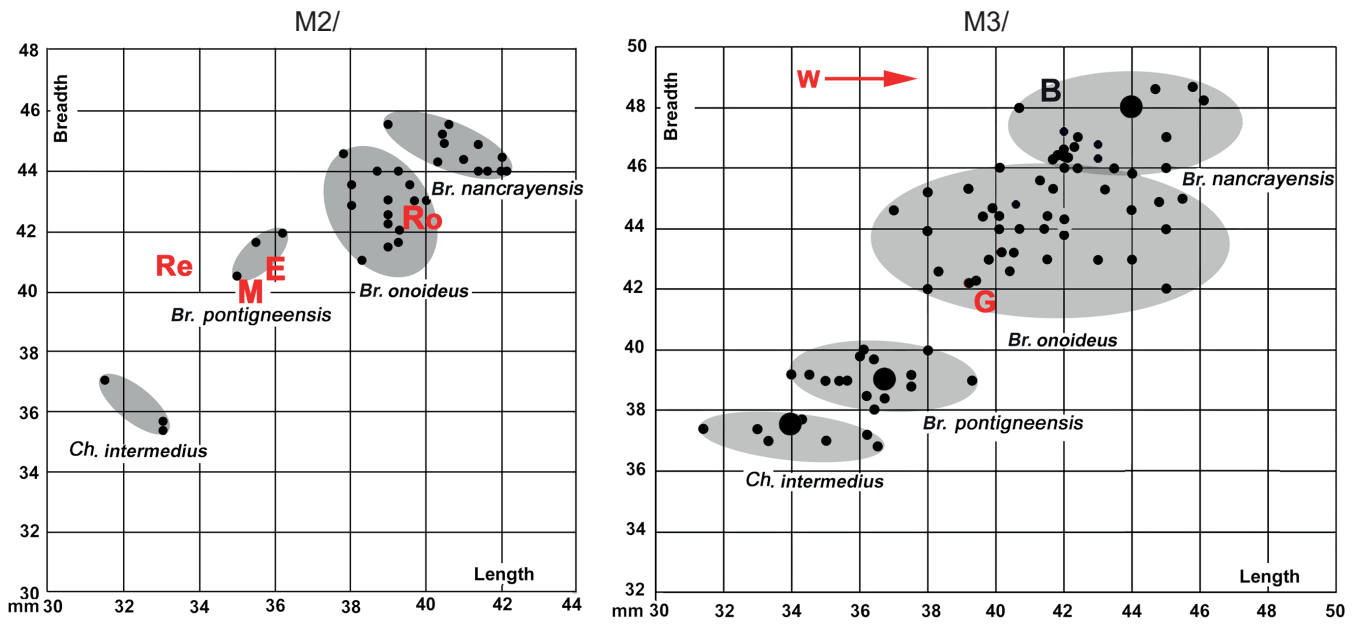 M2/
48
46
44
42
40
38
36
34
32
30
Breadth
Br. nancrayensis
Ro
Re
E
M
Br. onoideus
Br. pontigneensis
Ch. intermedius
Length
mm 30 32 34 36 38 40 42 44
M3/
50
48
46
44
42
40
38
36
34
32
Breadth
W
B
Br. nancrayensis
G
Br. onoideus
Br. pontigneensis
Ch. intermedius
Length
mm 30 32 34 36 38 40 42 44 46 48 50